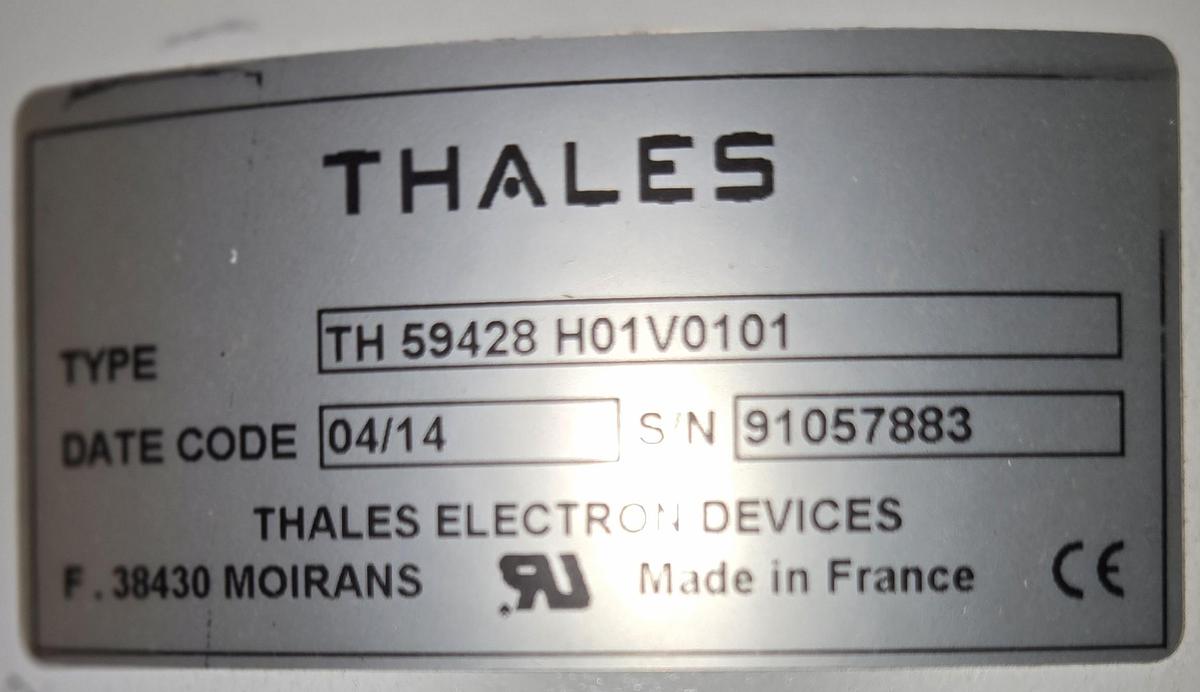 THALES
TYPE TH 59428 H01V0101
DATE CODE 04/14 S/N 91057883
THALES ELECTRON DEVICES
F . 38430 MOIRANS RU Made in France CE